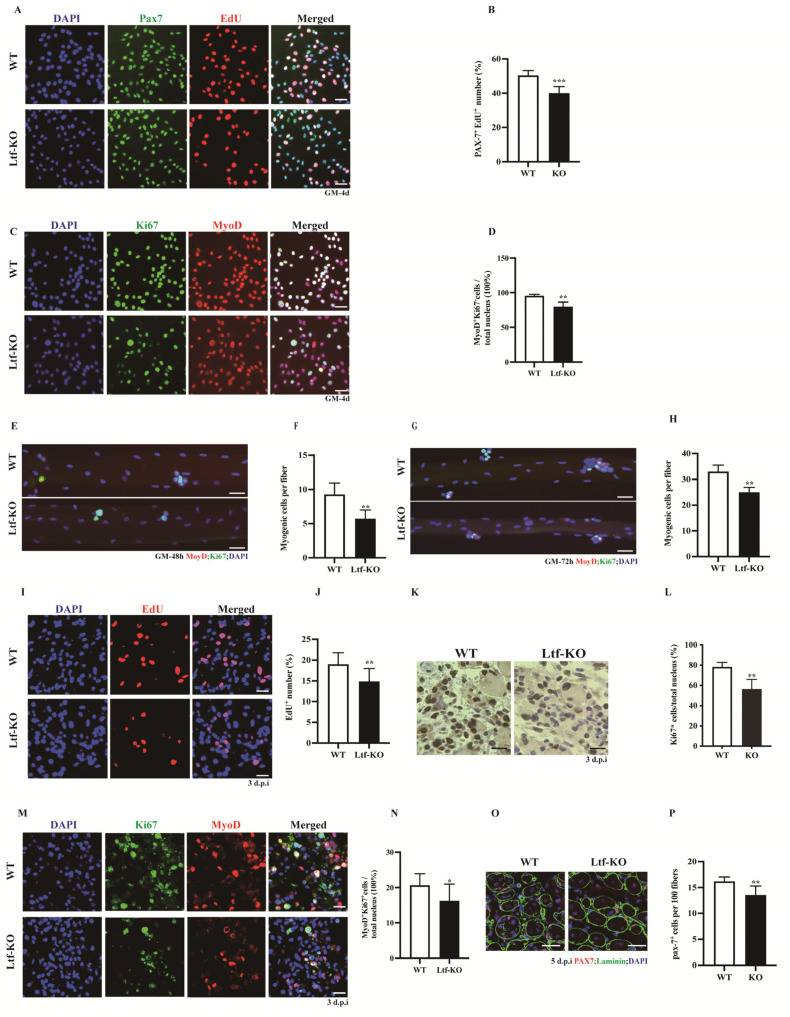 A
DAPI Pax7 EdU Merged
WT
Ltf-KO
GM-4d
B
PAX-7+EdU+ number (%)
60
40
20
0
WT KO
***
C
DAPI Ki67 MyoD Merged
WT
Ltf-KO
GM-4d
D
MyoD+Ki67+cells /
total nucleus (100%)
150
100
50
0
WT Ltf-KO
**
E
WT
Ltf-KO
GM-48h MoyD;Ki67;DAPI
F
Myogenic cells per fiber
15
10
5
0
WT Ltf-KO
**
G
WT
Ltf-KO
GM-72h MoyD;Ki67;DAPI
H
Myogenic cells per fiber
40
30
20
10
0
WT Ltf-KO
**
I
DAPI EdU Merged
WT
Ltf-KO
3 d.p.i
J
EdU+ number (%)
25
20
15
10
5
0
WT Ltf-KO
**
K
WT Ltf-KO
3 d.p.i
L
Ki67+ cells/total nucleus (%)
100
80
60
40
20
0
WT KO
**
M
DAPI Ki67 MyoD Merged
WT
Ltf-KO
3 d.p.i
N
MyoD+Ki67+cells /
total nucleus (100%)
30
20
10
0
WT Ltf-KO
*
O
WT Ltf-KO
5 d.p.i PAX7;Laminin;DAPI
P
pax-7+ cells per 100 fibers
20
15
10
5
0
WT KO
**